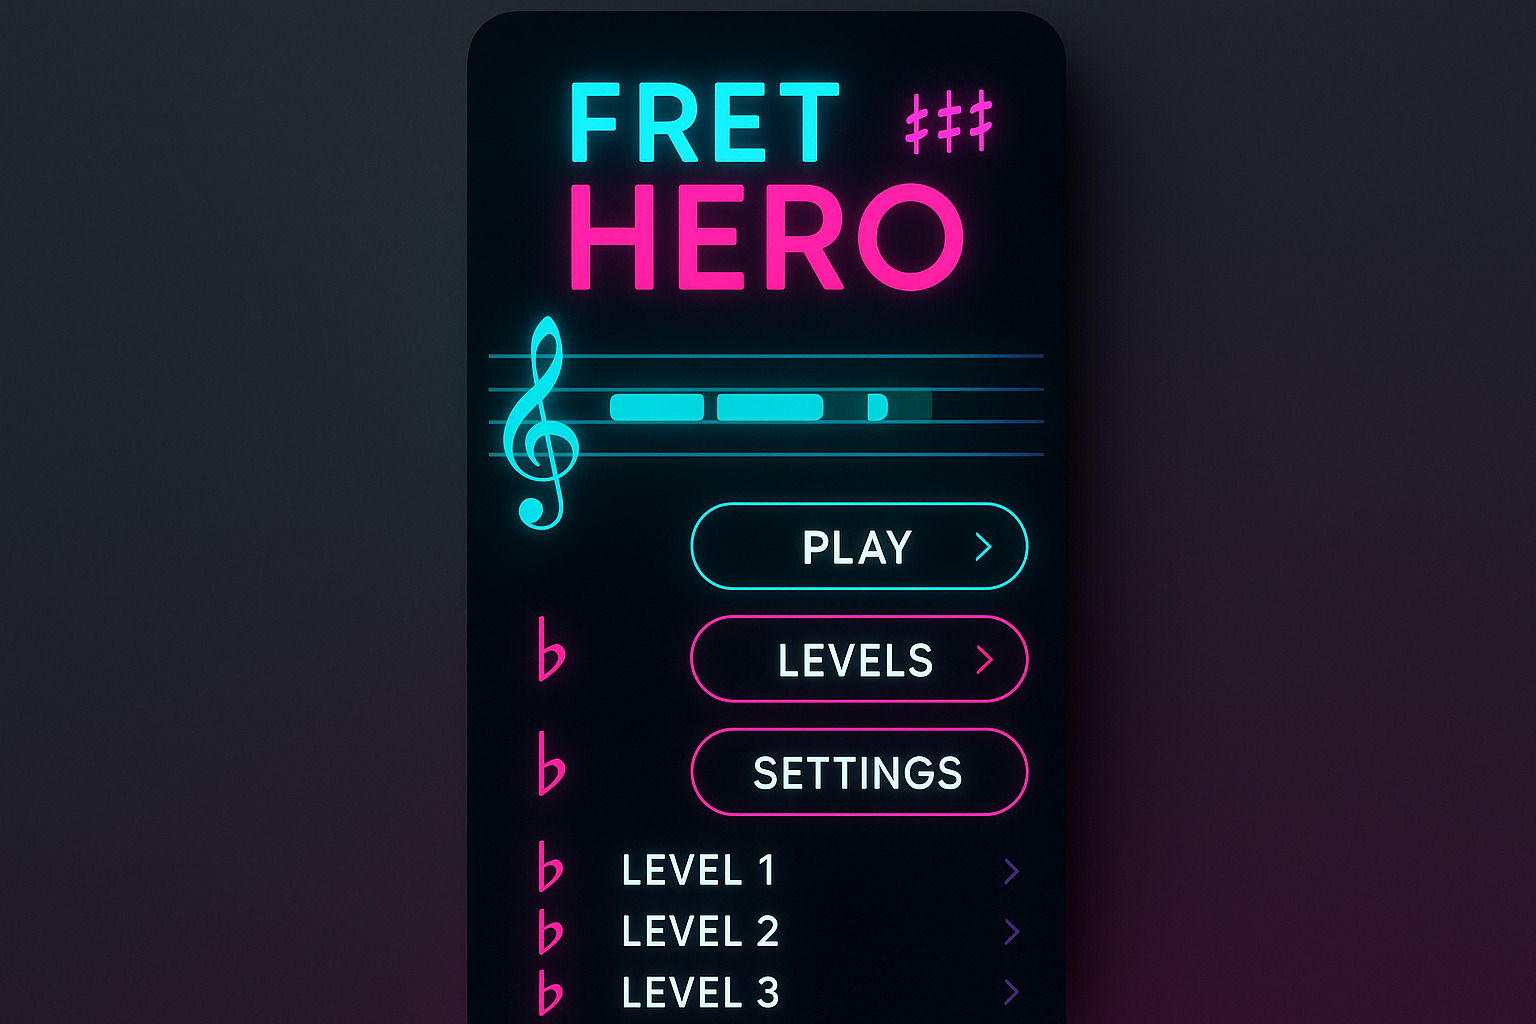 FRET
HERO
PLAY
LEVELS
SETTINGS
LEVEL 1
LEVEL 2
LEVEL 3